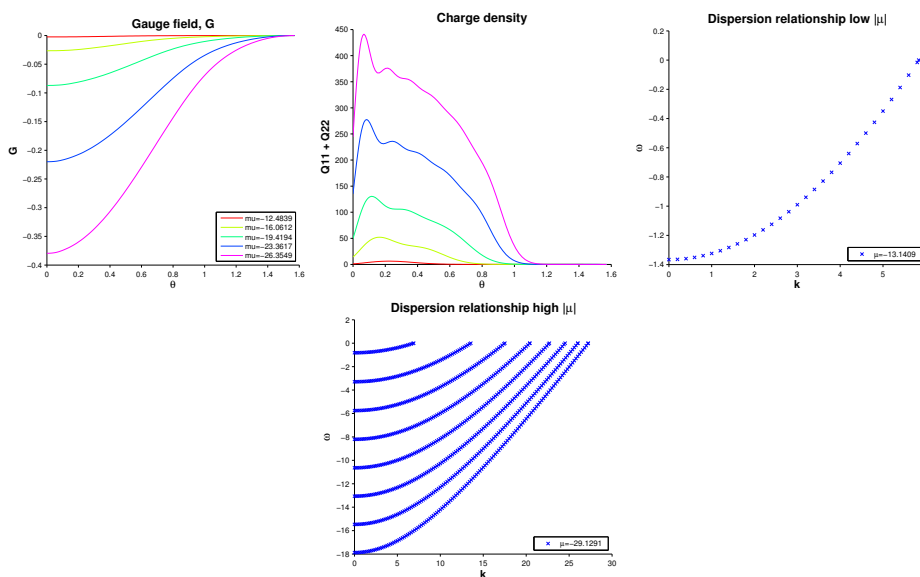 Gauge field, G
G
0
−0.05
−0.1
−0.15
−0.2
−0.25
−0.3
−0.35
−0.4
0 0.2 0.4 0.6 0.8 1 1.2 1.4 1.6
θ
mu=−12.4839
mu=−16.0612
mu=−19.4194
mu=−23.3617
mu=−26.3549
Charge density
Q11 + Q22
450
400
350
300
250
200
150
100
50
0
0 0.2 0.4 0.6 0.8 1 1.2 1.4 1.6
θ
Dispersion relationship low |μ|
ω
0.2
0
−0.2
−0.4
−0.6
−0.8
−1
−1.2
−1.4
0 1 2 3 4 5
k
μ=−13.1409
Dispersion relationship high |μ|
ω
2
0
−2
−4
−6
−8
−10
−12
−14
−16
−18
0 5 10 15 20 25 30
k
μ=−29.1291